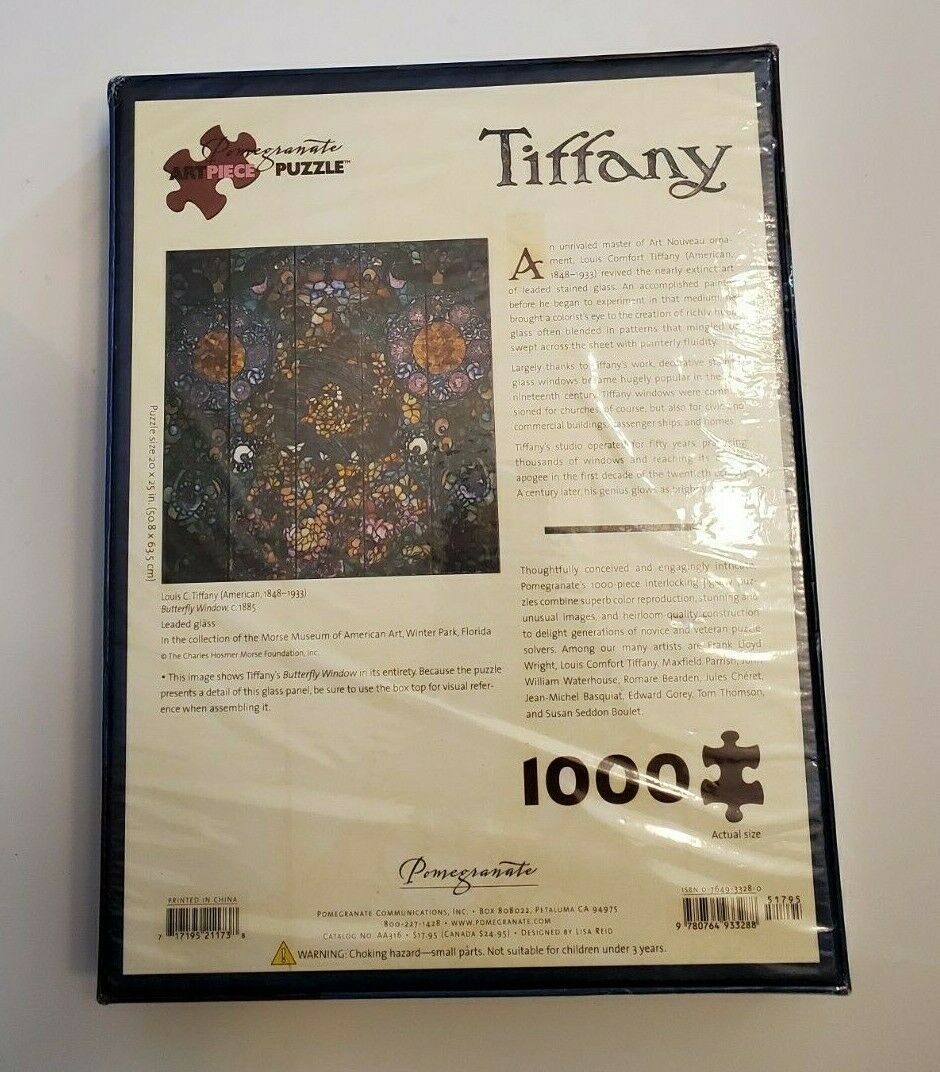 Pomegranate
ARTPIECE PUZZLE™
Tiffany
An unrivaled master of Art Nouveau orna-
ment, Louis Comfort Tiffany (American,
1848–1933) revived the nearly extinct art
of leaded stained glass. An accomplished
before he began to experiment in that medium,
brought a colorist's eye to the creation of richly
glass often blended in patterns that
swept across the sheet with painterly fluidity.
Largely thanks to Tiffany's work, decorative
glass windows became hugely popular in the
nineteenth century. Tiffany windows were
sioned for churches, of course, but also for civic and
commercial buildings, passenger ships, and homes.
Tiffany's studio operated for fifty years,
thousands of windows and reaching its
apogee in the first decade of the twentieth
A century later, his genius glows as
Puzzle size 20 x 25 in. (50.8 x 63.5 cm)
Louis C. Tiffany (American, 1848–1933)
Butterfly Window, c. 1885
Leaded glass
In the collection of the Morse Museum of American Art, Winter Park, Florida
© The Charles Hosmer Morse Foundation, Inc.
• This image shows Tiffany's Butterfly Window in its entirety. Because the puzzle
presents a detail of this glass panel, be sure to use the box top for visual refer-
ence when assembling it.
Thoughtfully conceived and engagingly intricate,
Pomegranate's 1000-piece interlocking jigsaw puz-
zles combine superb color reproduction, stunning and
unusual images, and heirloom-quality construction
to delight generations of novice and veteran puzzle
solvers. Among our many artists are Frank Lloyd
Wright, Louis Comfort Tiffany, Maxfield Parrish, John
William Waterhouse, Romare Bearden, Jules Chéret,
Jean-Michel Basquiat, Edward Gorey, Tom Thomson,
and Susan Seddon Boulet.
1000
Actual size
Pomegranate
PRINTED IN CHINA
7 17195 21173 8
POMEGRANATE COMMUNICATIONS, INC. • BOX 808022, PETALUMA CA 94975
800-227-1428 • WWW.POMEGRANATE.COM
CATALOG NO. AA316 • $17.95 (CANADA $24.95) • DESIGNED BY LISA REID
WARNING: Choking hazard—small parts. Not suitable for children under 3 years.
ISBN 0-7649-3328-0
51795
9 780764 933288